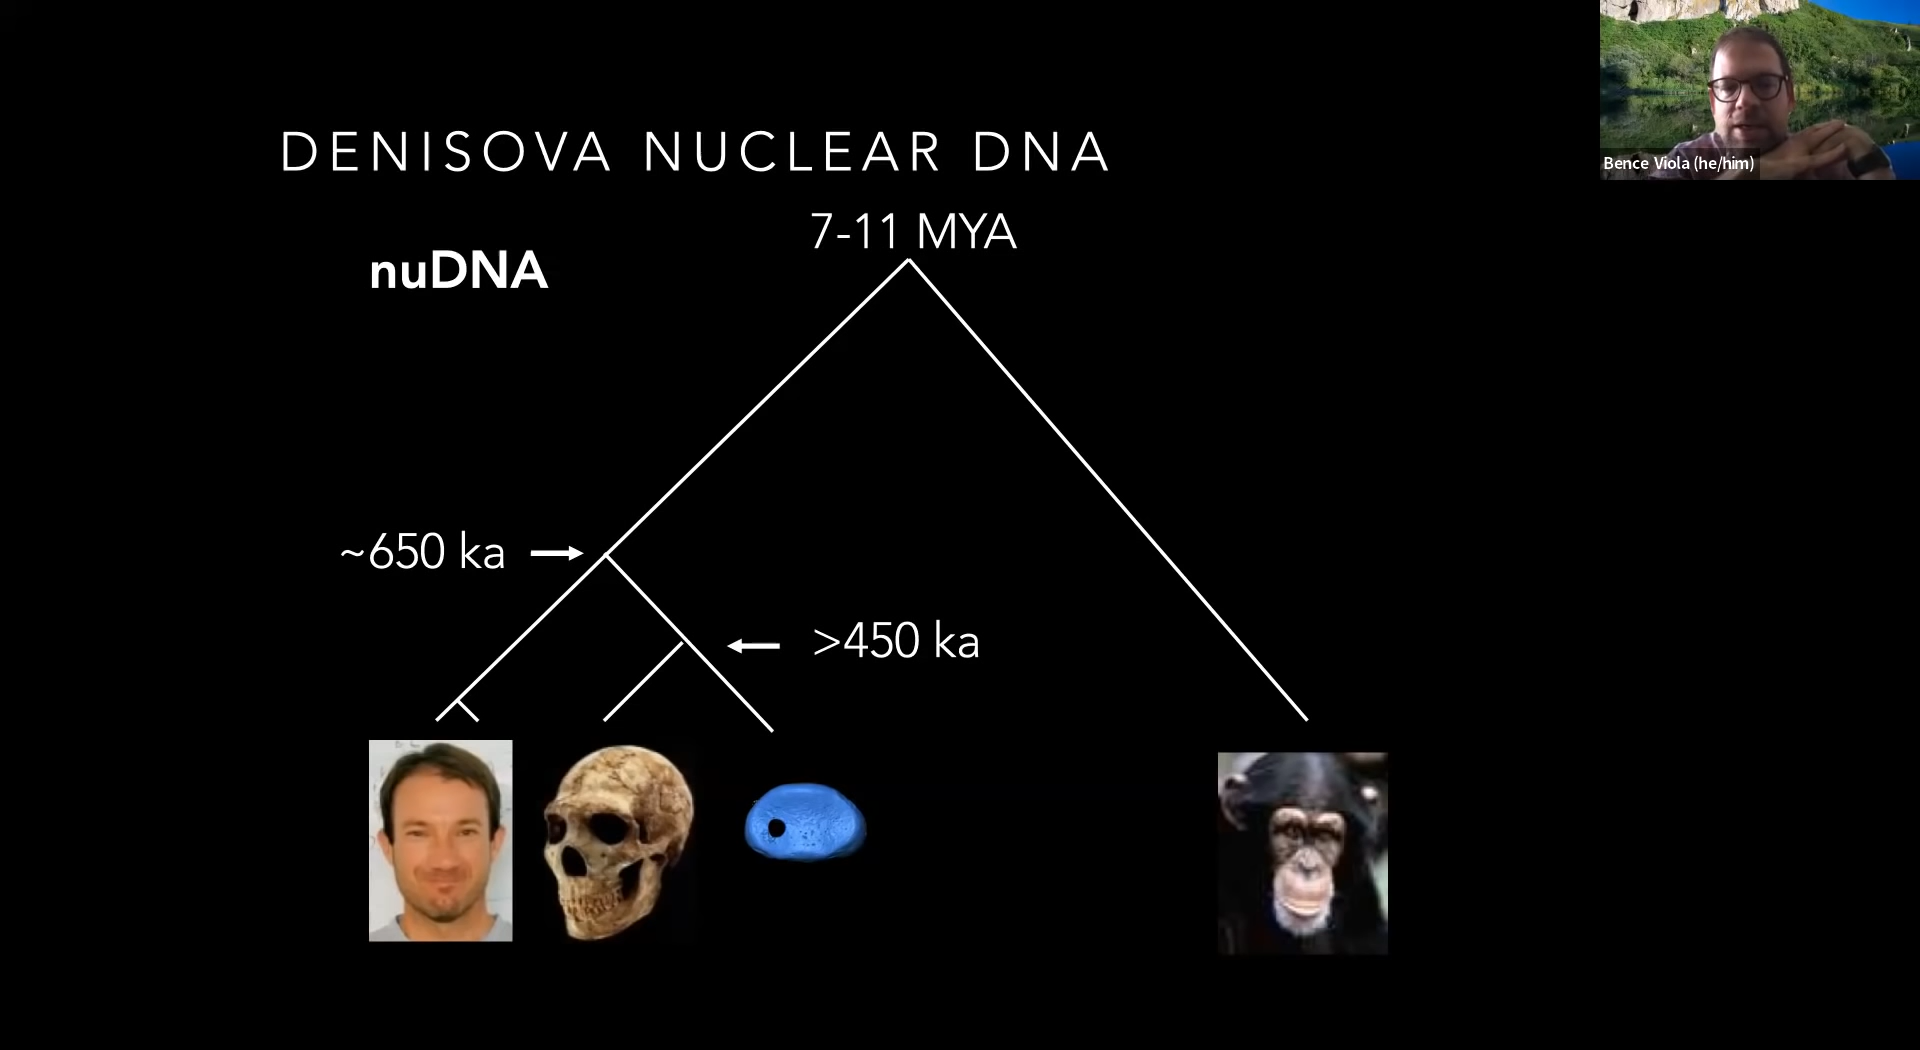 DENISOVA NUCLEAR DNA
7-11 MYA
nuDNA
~650 ka
>450 ka
Bence Viola (he/him)